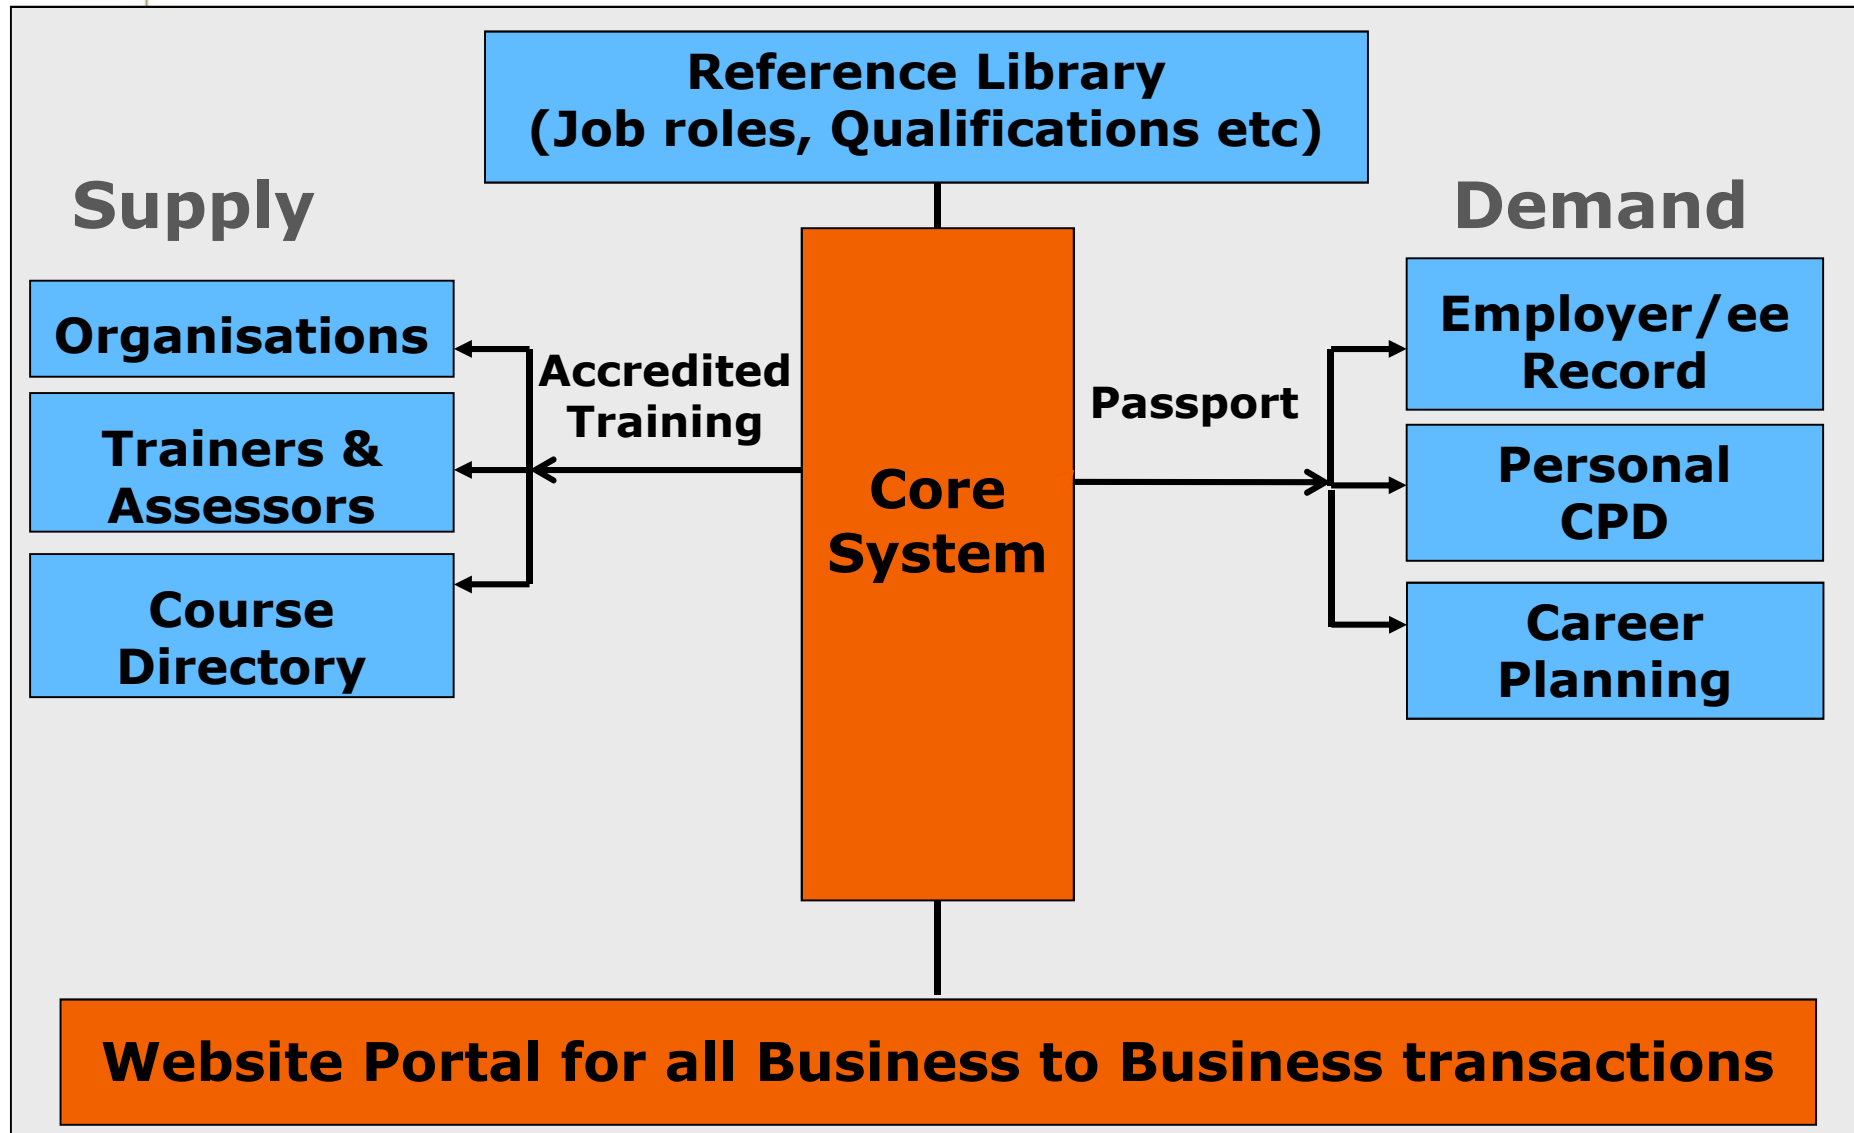 Reference Library
(Job roles, Qualifications etc)
Supply
Demand
Organisations
Trainers &
Assessors
Course
Directory
Accredited
Training
Core
System
Passport
Employer/ee
Record
Personal
CPD
Career
Planning
Website Portal for all Business to Business transactions